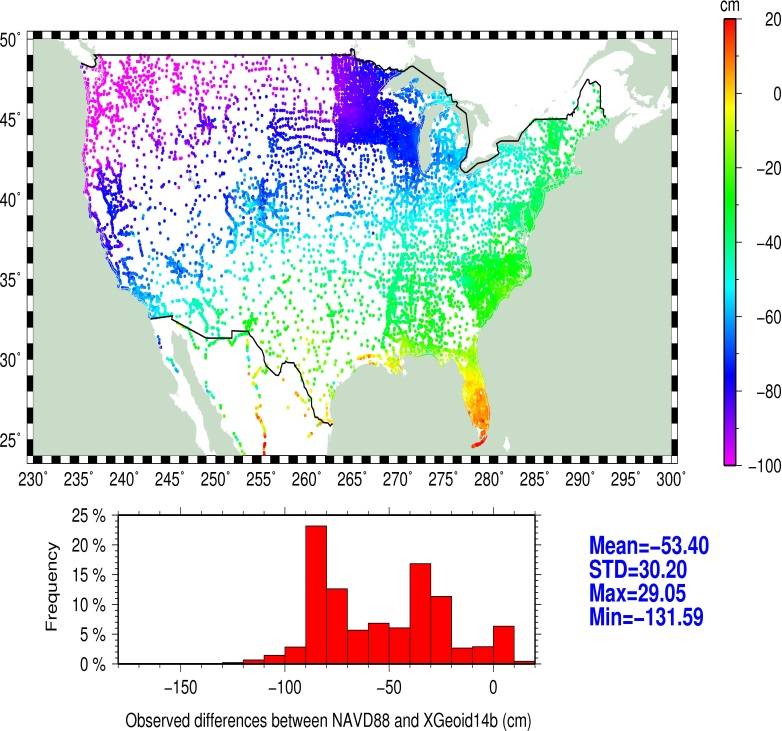 cm
20
0
−20
−40
−60
−80
−100
50°
45°
40°
35°
30°
25°
230° 235° 240° 245° 250° 255° 260° 265° 270° 275° 280° 285° 290° 295° 300°
25 %
20 %
15 %
10 %
5 %
0 %
Frequency
−150 −100 −50 0
Observed differences between NAVD88 and XGeoid14b (cm)
Mean=−53.40
STD=30.20
Max=29.05
Min=−131.59